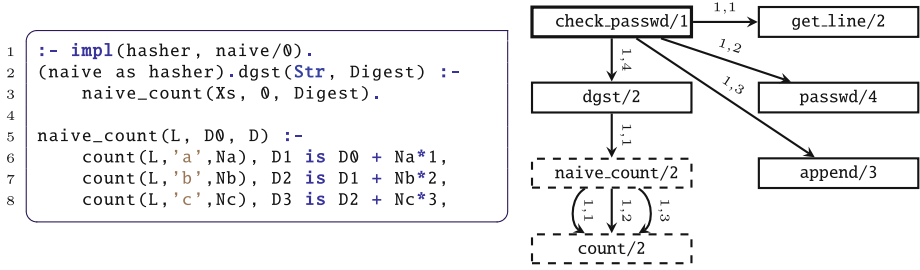 1 :- impl(hasher, naive/0).
2 (naive as hasher).dgst(Str, Digest) :-
3 naive_count(Xs, 0, Digest).
4
5 naive_count(L, D0, D) :-
6 count(L,'a',Na), D1 is D0 + Na*1,
7 count(L,'b',Nb), D2 is D1 + Nb*2,
8 count(L,'c',Nc), D3 is D2 + Nc*3,
check_passwd/1
1,1
get_line/2
1,4
1,2
1,3
dgst/2
passwd/4
1,1
naive_count/2
append/3
1,1
1,2
1,3
count/2